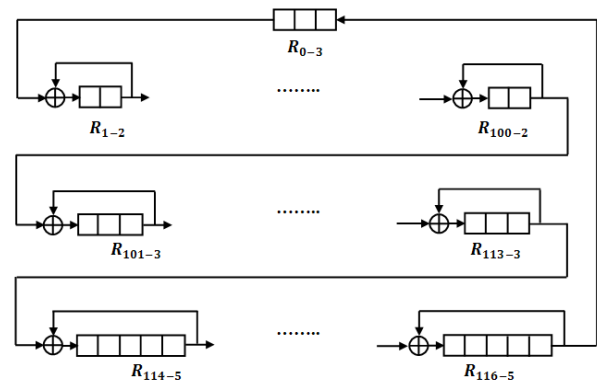 R₀₋₃
........
R₁₋₂ R₁₀₀₋₂
........
R₁₀₁₋₃ R₁₁₃₋₃
........
R₁₁₄₋₅ R₁₁₆₋₅